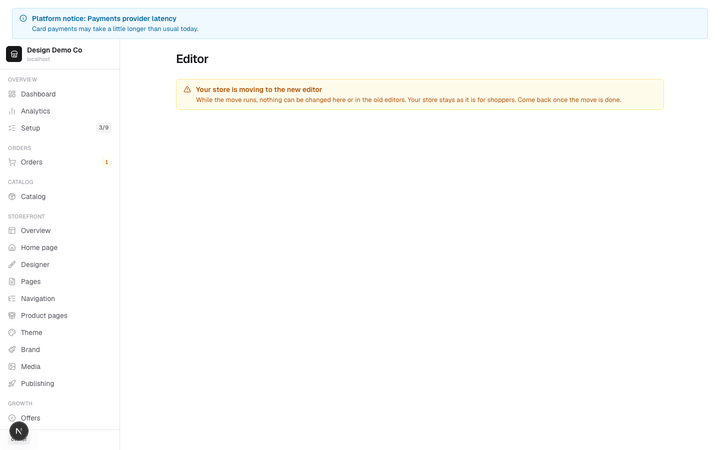 Platform notice: Payments provider latency
Card payments may take a little longer than usual today.
Design Demo Co
localhost
OVERVIEW
Dashboard
Analytics
Setup 3/9
ORDERS
Orders 1
CATALOG
Catalog
STOREFRONT
Overview
Home page
Designer
Pages
Navigation
Product pages
Theme
Brand
Media
Publishing
GROWTH
Offers
N
Editor
Your store is moving to the new editor
While the move runs, nothing can be changed here or in the old editors. Your store stays as it is for shoppers. Come back once the move is done.